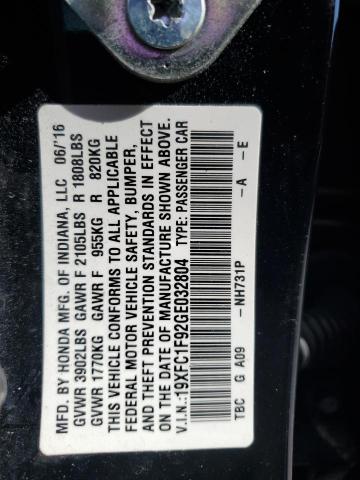 MFD. BY HONDA MFG. OF INDIANA, LLC 06/'16
GVWR 3902LBS GAWR F 2105LBS R 1808LBS
GVWR 1770KG GAWR F 955KG R 820KG
THIS VEHICLE CONFORMS TO ALL APPLICABLE
FEDERAL MOTOR VEHICLE SAFETY, BUMPER,
AND THEFT PREVENTION STANDARDS IN EFFECT
ON THE DATE OF MANUFACTURE SHOWN ABOVE.
V.I.N.:19XFC1F92GE032804 TYPE: PASSENGER CAR
TBC G A09 -NH731P -A -E